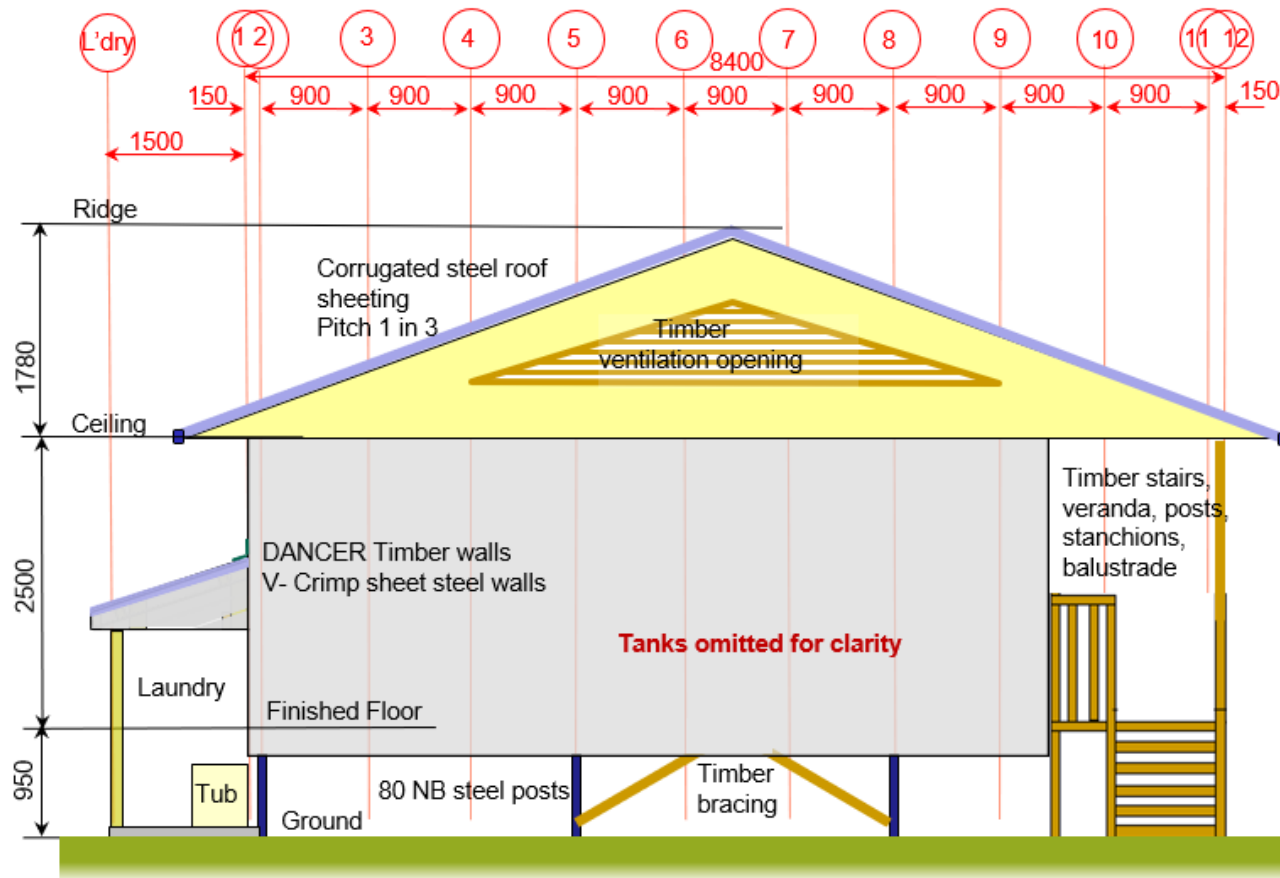 L'dry 1 2 3 4 5 6 7 8 9 10 11 12
8400
150 900 900 900 900 900 900 900 900 900 150
1500
Ridge
Corrugated steel roof
sheeting
Pitch 1 in 3
Timber
ventilation opening
1780
Ceiling
Timber stairs,
veranda, posts,
stanchions,
balustrade
DANCER Timber walls
V- Crimp sheet steel walls
2500
Tanks omitted for clarity
Laundry
Finished Floor
950
Tub
80 NB steel posts
Timber
bracing
Ground